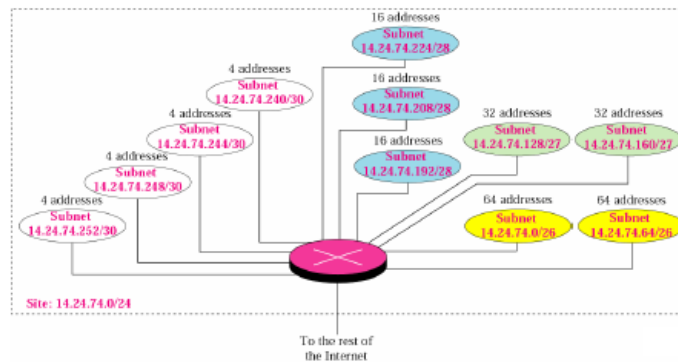 16 addresses
Subnet
14.24.74.224/28
4 addresses
Subnet
14.24.74.240/30
16 addresses
Subnet
14.24.74.208/28
4 addresses
Subnet
14.24.74.244/30
32 addresses
Subnet
14.24.74.128/27
32 addresses
Subnet
14.24.74.160/27
16 addresses
Subnet
14.24.74.192/28
4 addresses
Subnet
14.24.74.248/30
4 addresses
Subnet
14.24.74.252/30
64 addresses
Subnet
14.24.74.0/26
64 addresses
Subnet
14.24.74.64/26
Site: 14.24.74.0/24
To the rest of
the Internet